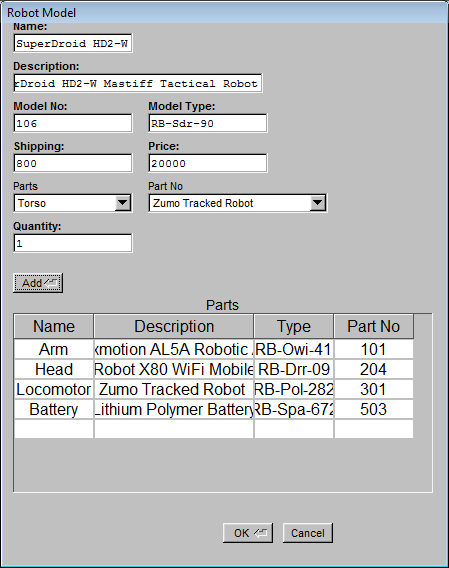 Robot Model
Name:
SuperDroid HD2-W
Description:
rDroid HD2-W Mastiff Tactical Robot
Model No: Model Type:
106 RB-Sdr-90
Shipping: Price:
800 20000
Parts Part No
Torso Zumo Tracked Robot
Quantity:
1
Add
Parts
Name Description Type Part No
Arm xmotion AL5A Robotic A RB-Owi-41 101
Head Robot X80 WiFi Mobile RB-Drr-09 204
Locomotor Zumo Tracked Robot RB-Pol-282 301
Battery Lithium Polymer Battery RB-Spa-672 503
OK Cancel